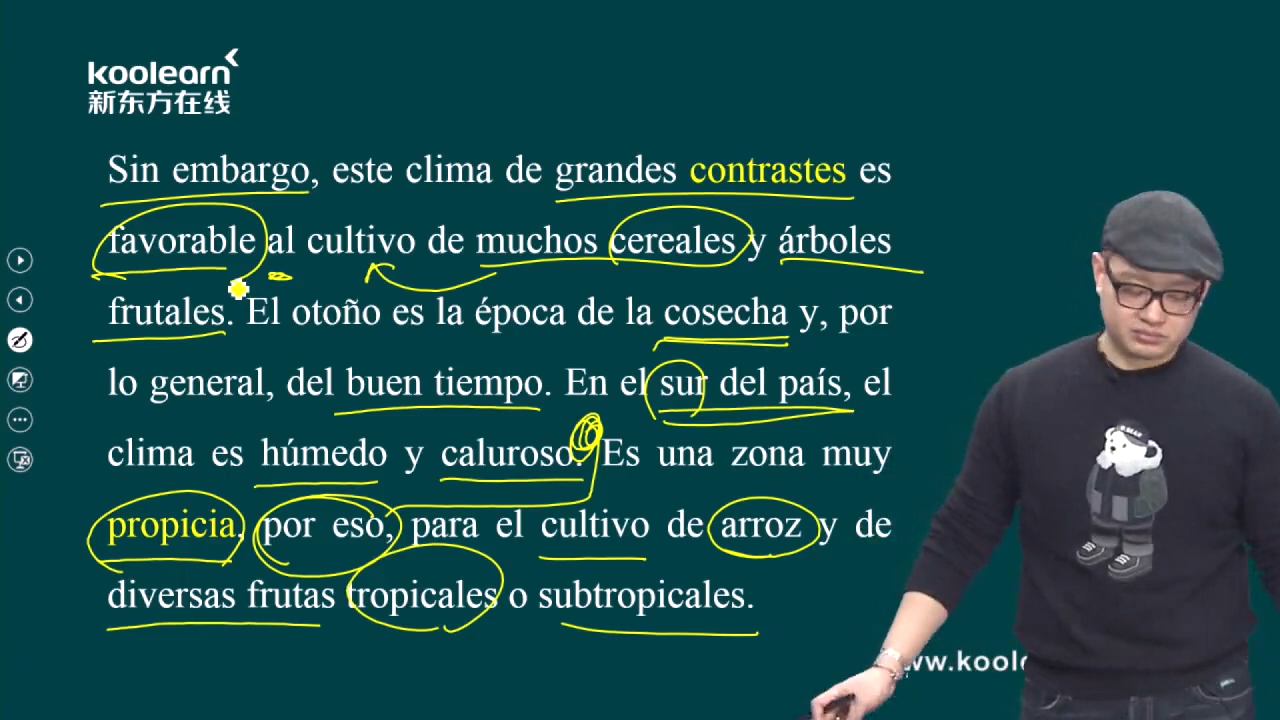 koolearn
新东方在线
Sin embargo, este clima de grandes contrastes es
favorable al cultivo de muchos cereales y árboles
frutales. El otoño es la época de la cosecha y, por
lo general, del buen tiempo. En el sur del país, el
clima es húmedo y caluroso. Es una zona muy
propicia, por eso, para el cultivo de arroz y de
diversas frutas tropicales o subtropicales.